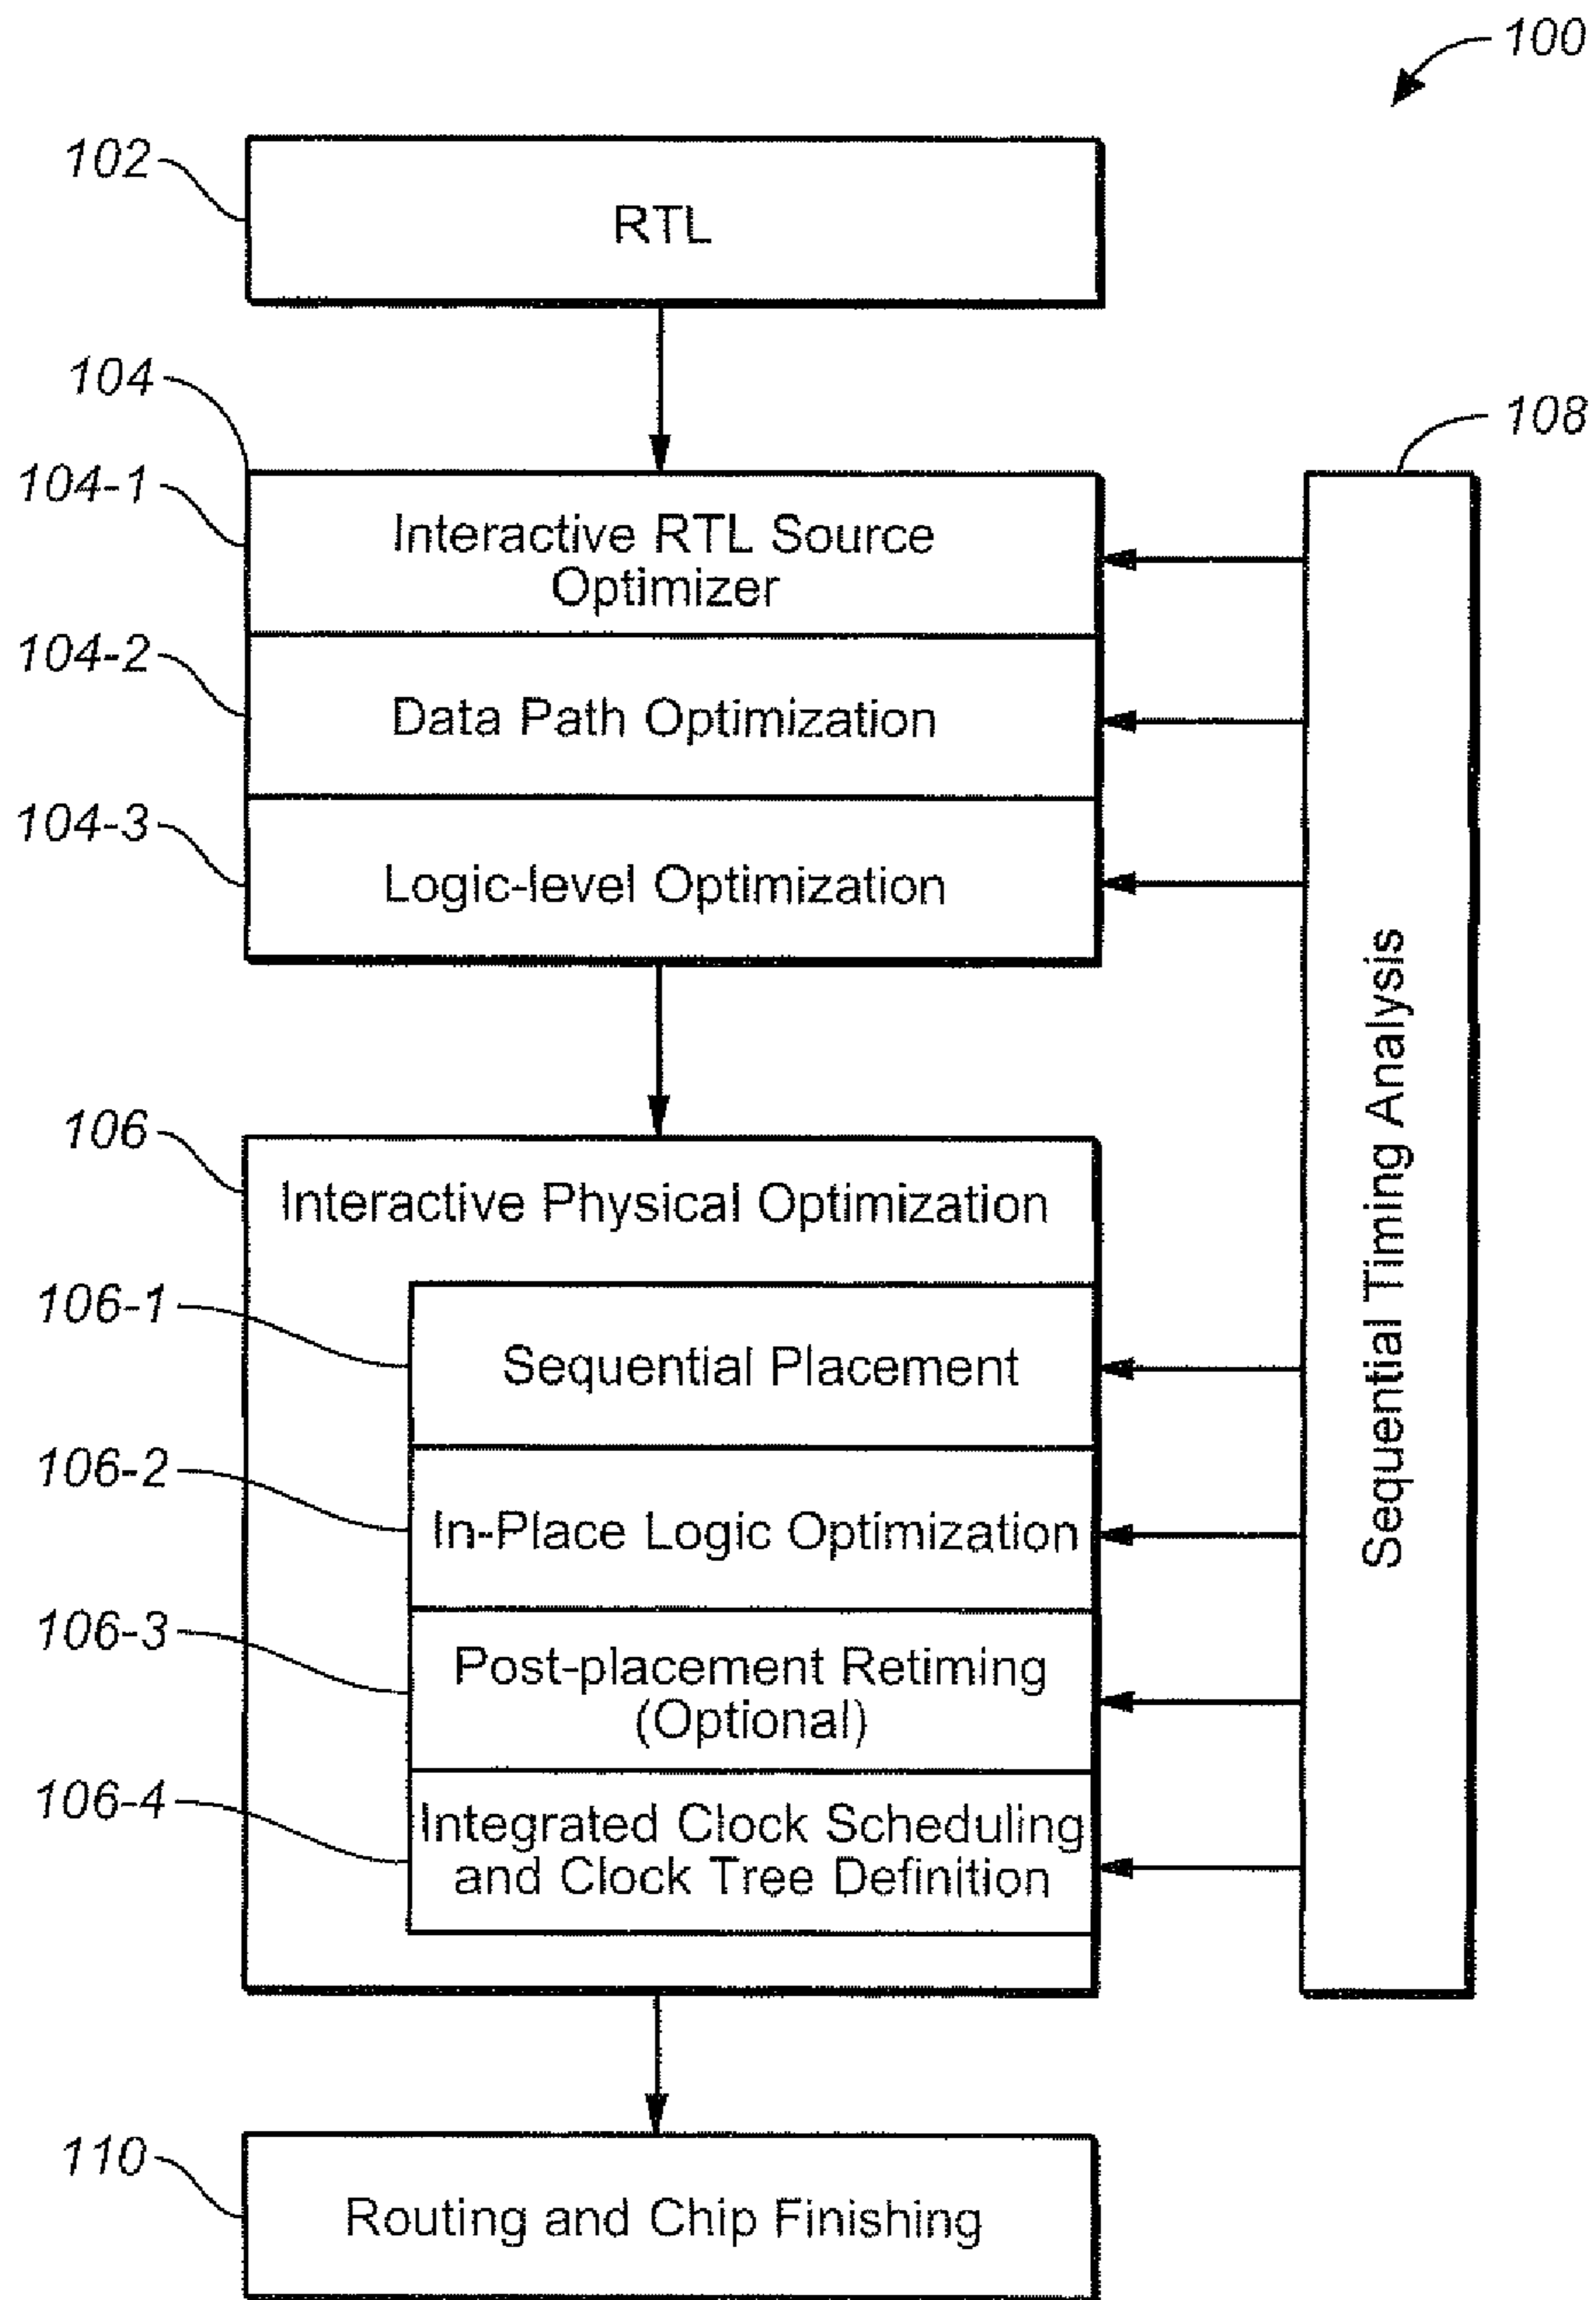 100
102
RTL
104
108
104-1
Interactive RTL Source
Optimizer
104-2
Data Path Optimization
104-3
Logic-level Optimization
Sequential Timing Analysis
106
Interactive Physical Optimization
106-1
Sequential Placement
106-2
In-Place Logic Optimization
106-3
Post-placement Retiming
(Optional)
106-4
Integrated Clock Scheduling
and Clock Tree Definition
110
Routing and Chip Finishing